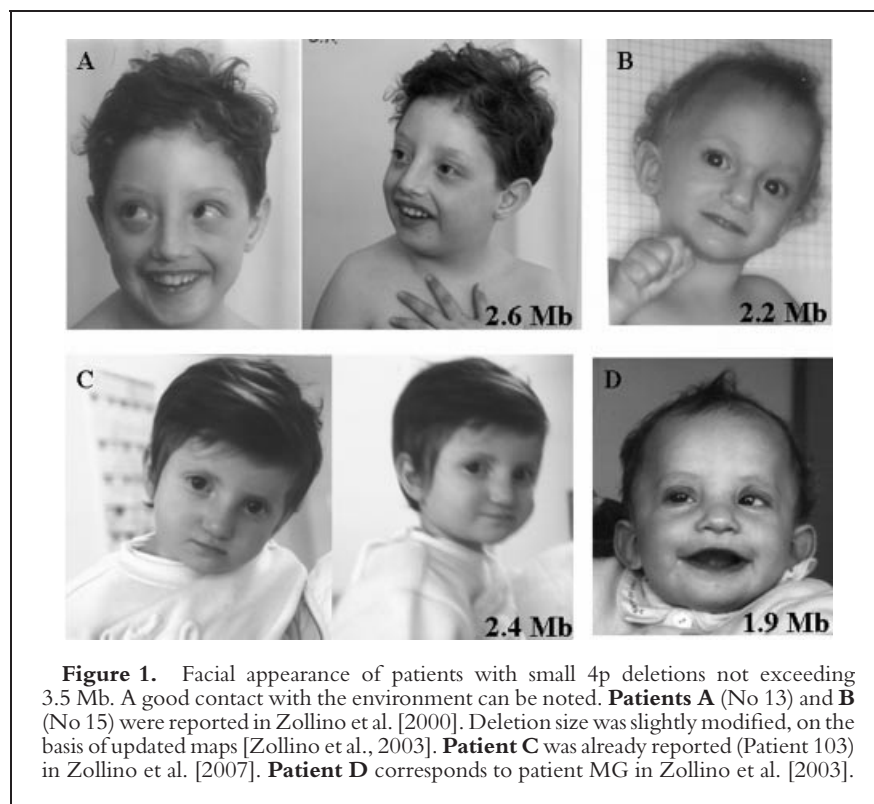 A
B
2.6 Mb
2.2 Mb
C
D
2.4 Mb
1.9 Mb
Figure 1. Facial appearance of patients with small 4p deletions not exceeding
3.5 Mb. A good contact with the environment can be noted. Patients A (No 13) and B
(No 15) were reported in Zollino et al. [2000]. Deletion size was slightly modified, on the
basis of updated maps [Zollino et al., 2003]. Patient C was already reported (Patient 103)
in Zollino et al. [2007]. Patient D corresponds to patient MG in Zollino et al. [2003].